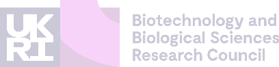 UK
RI
Biotechnology and
Biological Sciences
Research Council